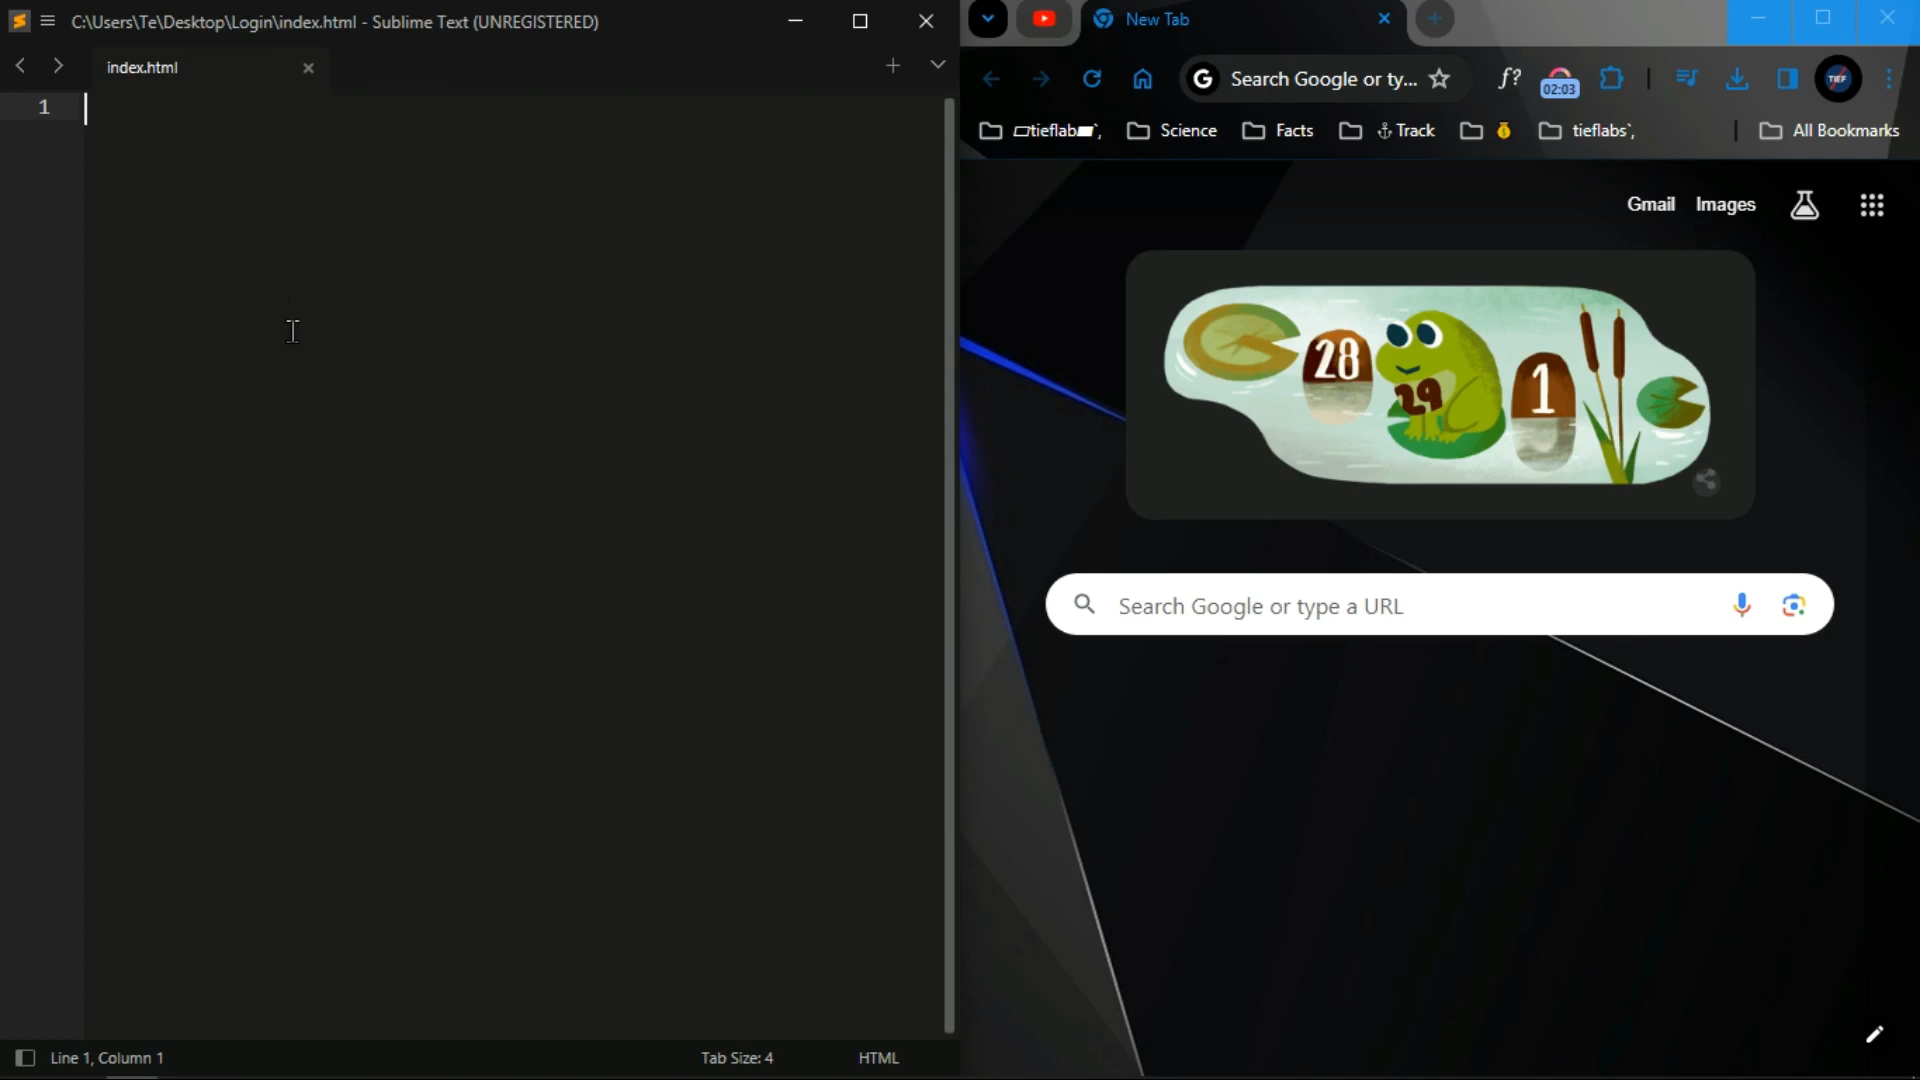 C:\Users\Te\Desktop\Login\index.html - Sublime Text (UNREGISTERED)
index.html
1
Line 1, Column 1
Tab Size: 4
HTML
New Tab
Search Google or ty...
f?
02:03
TIEF
▱tieflab▰`,
Science
Facts
⚓Track
tieflabs`,
All Bookmarks
Gmail
Images
28
29
1
Search Google or type a URL